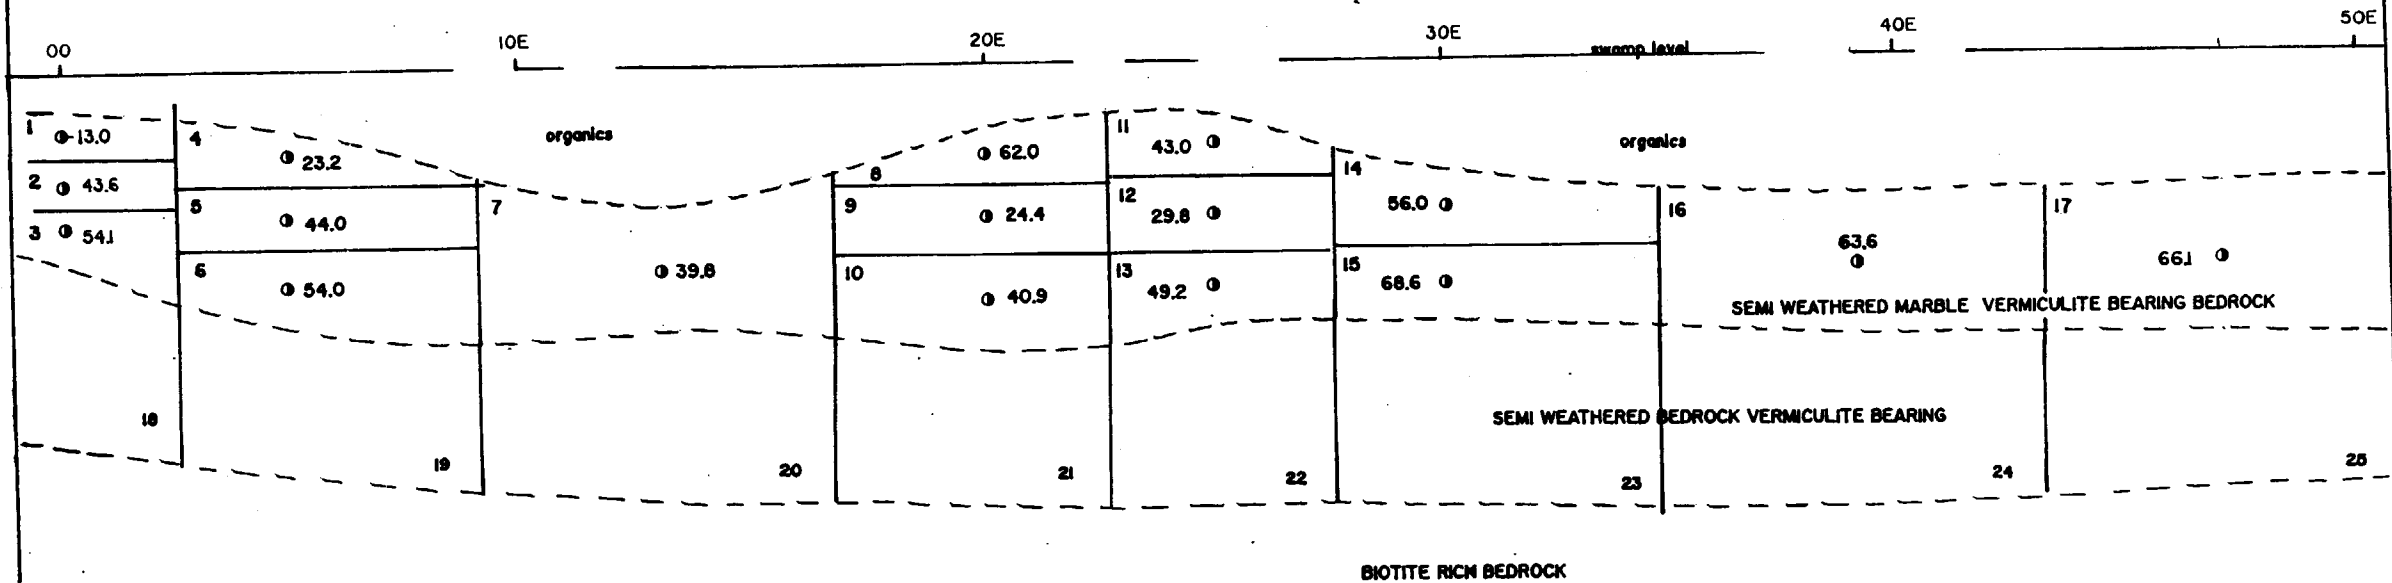 00 10E 20E 30E swamp level 40E 50E
organics organics
1 13.0
2 43.6
3 54.1
4 23.2
5 44.0
6 54.0
7 39.8
8 62.0
9 24.4
10 40.9
11 43.0
12 29.8
13 49.2
14 56.0
15 68.6
16 63.6
17 66.1
SEMI WEATHERED MARBLE VERMICULITE BEARING BEDROCK
SEMI WEATHERED BEDROCK VERMICULITE BEARING
18 19 20 21 22 23 24 25
BIOTITE RICH BEDROCK